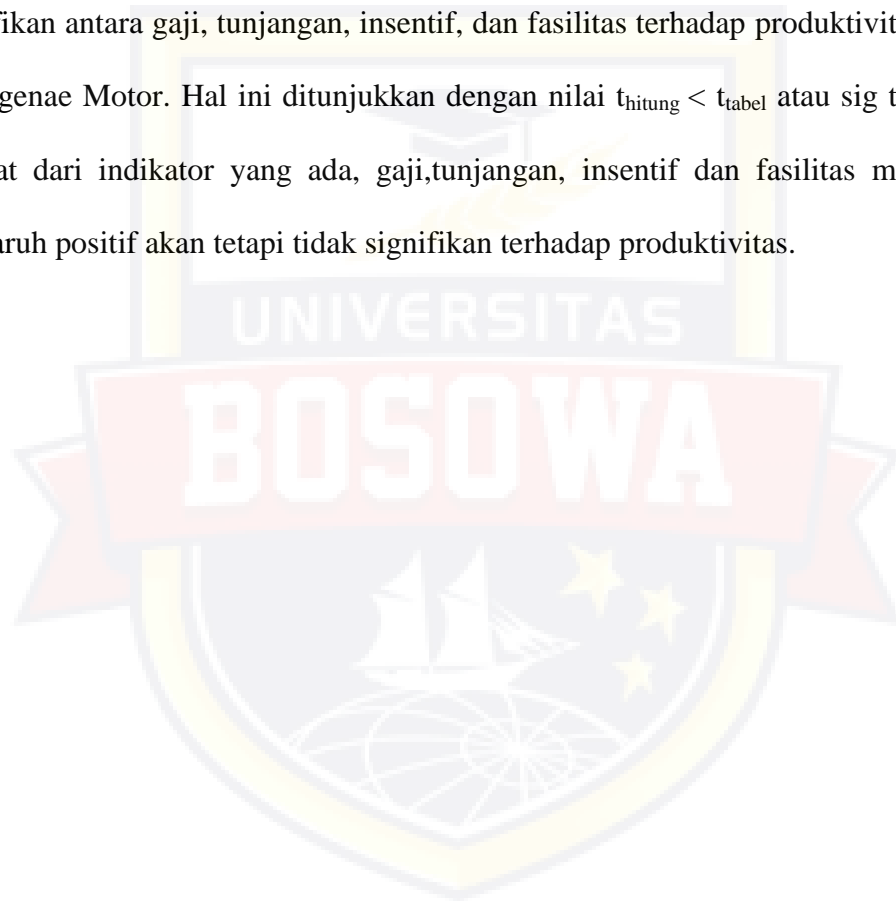 fikan antara gaji, tunjangan, insentif, dan fasilitas terhadap produktivit
genae Motor. Hal ini ditunjukkan dengan nilai thitung < ttabel atau sig t
at dari indikator yang ada, gaji,tunjangan, insentif dan fasilitas m
aruh positif akan tetapi tidak signifikan terhadap produktivitas.
UNIVERSITAS
BOSOWA